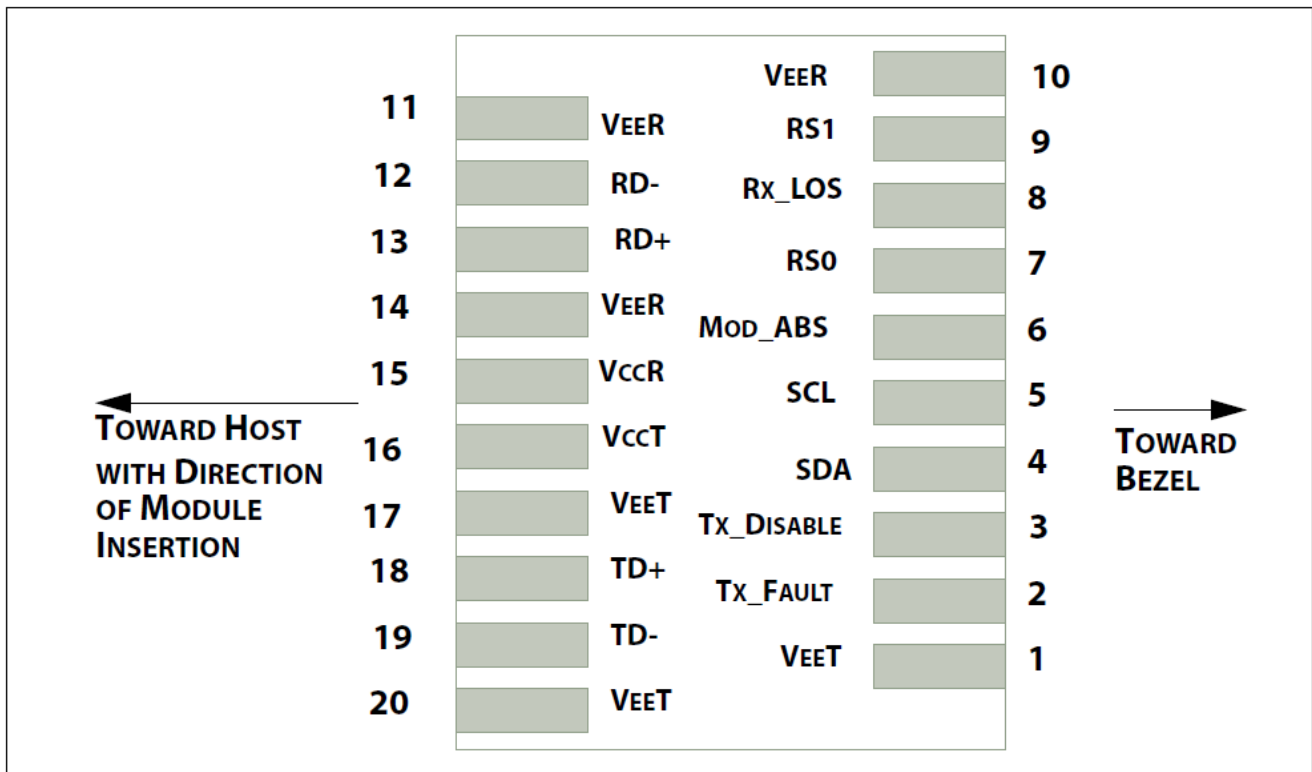 11 VEER
12 RD-
13 RD+
14 VEER
15 VCCR
16 VCCT
17 VEET
18 TD+
19 TD-
20 VEET
TOWARD HOST
WITH DIRECTION
OF MODULE
INSERTION
VEER 10
RS1 9
RX_LOS 8
RS0 7
MOD_ABS 6
SCL 5
SDA 4
TX_DISABLE 3
TX_FAULT 2
VEET 1
TOWARD
BEZEL